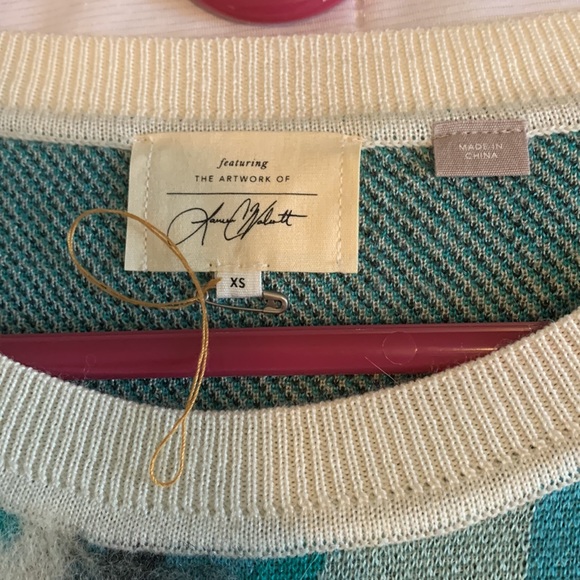 featuring
THE ARTWORK OF
XS
MADE IN
CHINA